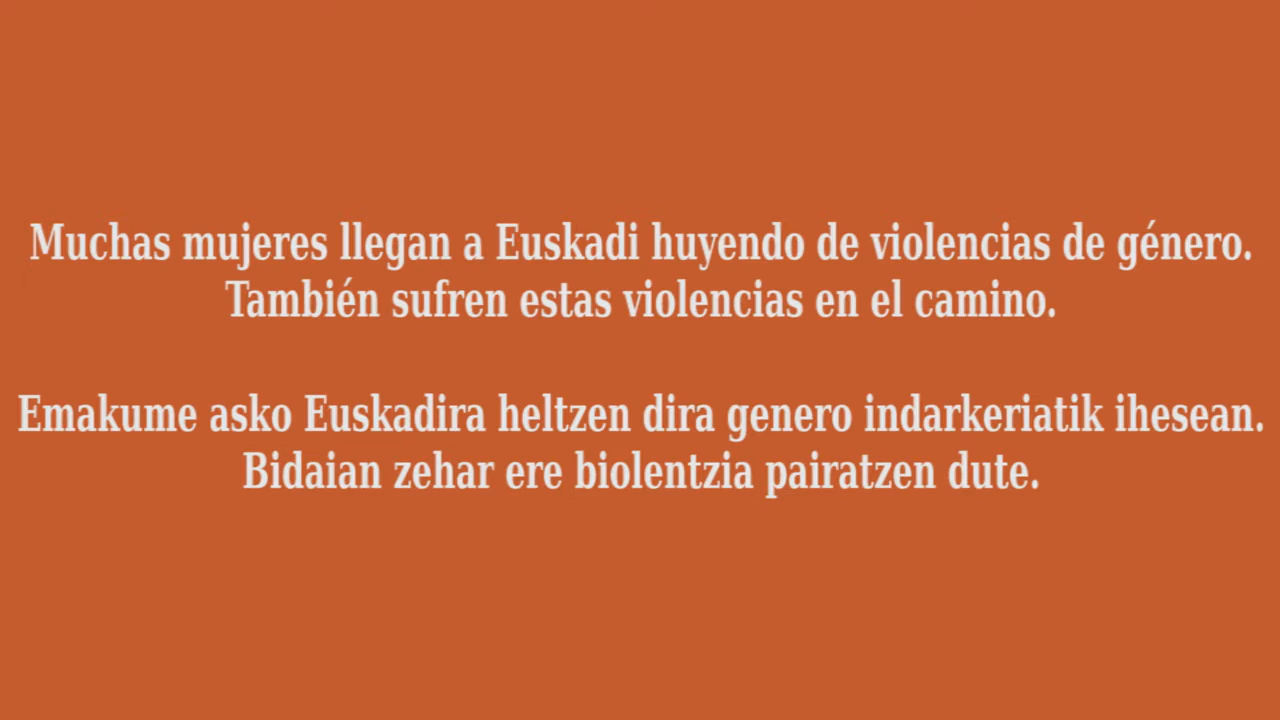 Muchas mujeres llegan a Euskadi huyendo de violencias de género.
También sufren estas violencias en el camino.
Emakume asko Euskadira heltzen dira genero indarkeriatik ihesean.
Bidaian zehar ere biolentzia pairatzen dute.